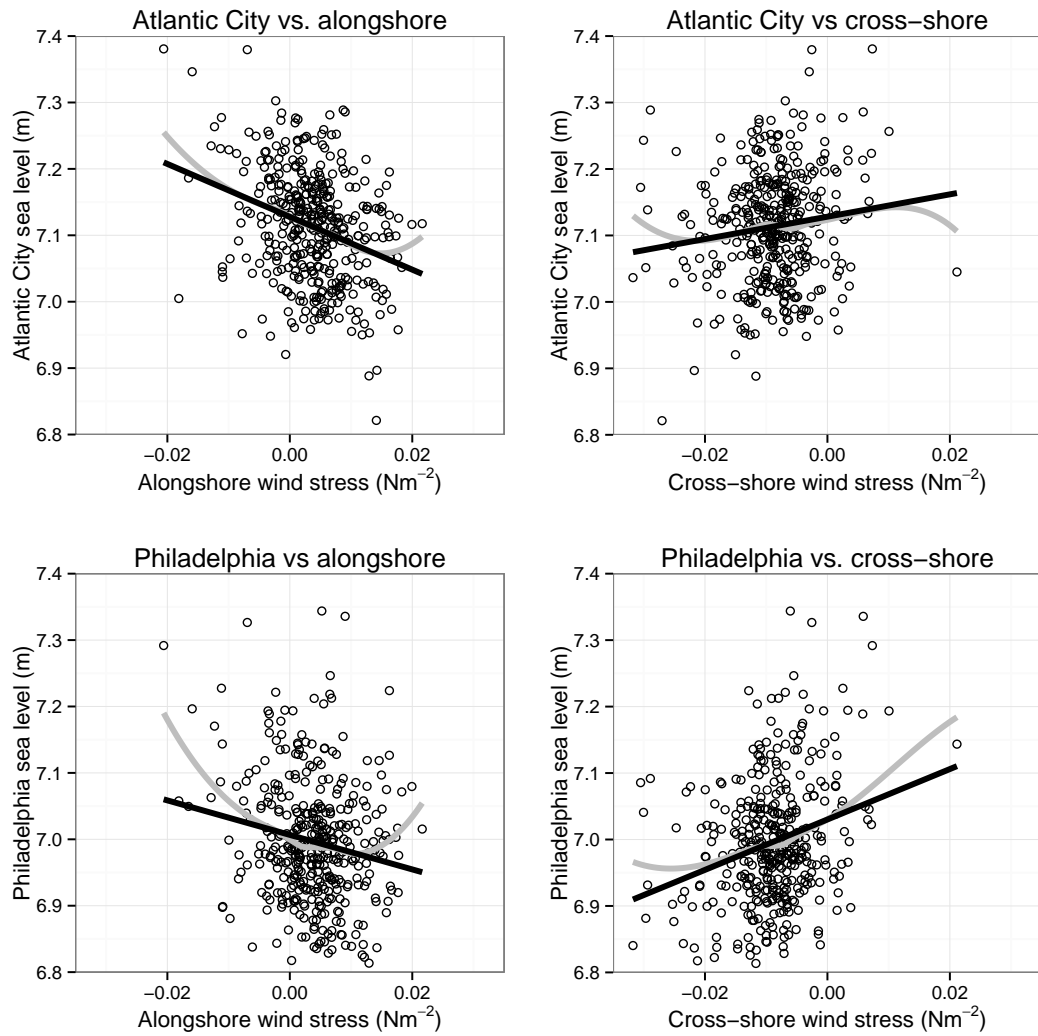 Atlantic City vs. alongshore
Atlantic City sea level (m)
7.4
7.3
7.2
7.1
7.0
6.9
6.8
−0.02 0.00 0.02
Alongshore wind stress (Nm⁻²)
Atlantic City vs cross−shore
Atlantic City sea level (m)
7.4
7.3
7.2
7.1
7.0
6.9
6.8
−0.02 0.00 0.02
Cross−shore wind stress (Nm⁻²)
Philadelphia vs alongshore
Philadelphia sea level (m)
7.4
7.3
7.2
7.1
7.0
6.9
6.8
−0.02 0.00 0.02
Alongshore wind stress (Nm⁻²)
Philadelphia vs. cross−shore
Philadelphia sea level (m)
7.4
7.3
7.2
7.1
7.0
6.9
6.8
−0.02 0.00 0.02
Cross−shore wind stress (Nm⁻²)